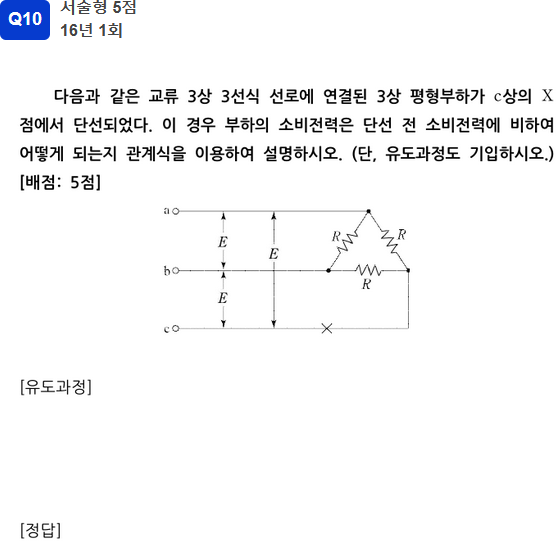 Q10
서술형 5점
16년 1회
다음과 같은 교류 3상 3선식 선로에 연결된 3상 평형부하가 c상의 X
점에서 단선되었다. 이 경우 부하의 소비전력은 단선 전 소비전력에 비하여
어떻게 되는지 관계식을 이용하여 설명하시오. (단, 유도과정도 기입하시오.)
[배점: 5점]
a
E
E
R
R
b
R
E
c
[유도과정]
[정답]